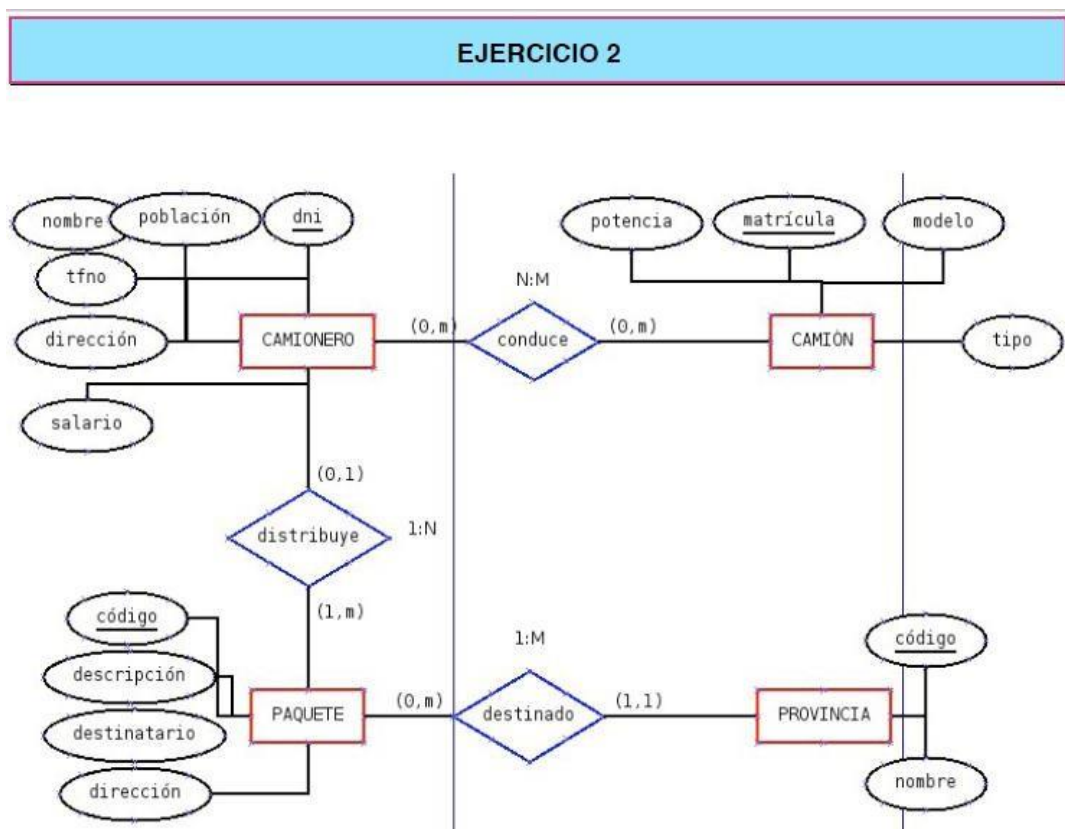 EJERCICIO 2
nombre
población
dni
potencia
matrícula
modelo
tfno
N:M
dirección
CAMIONERO
(0,m)
conduce
(0,m)
CAMIÓN
tipo
salario
(0,1)
distribuye
1:N
código
(1,m)
1:M
código
descripción
PAQUETE
(0,m)
destinado
(1,1)
PROVINCIA
destinatario
dirección
nombre